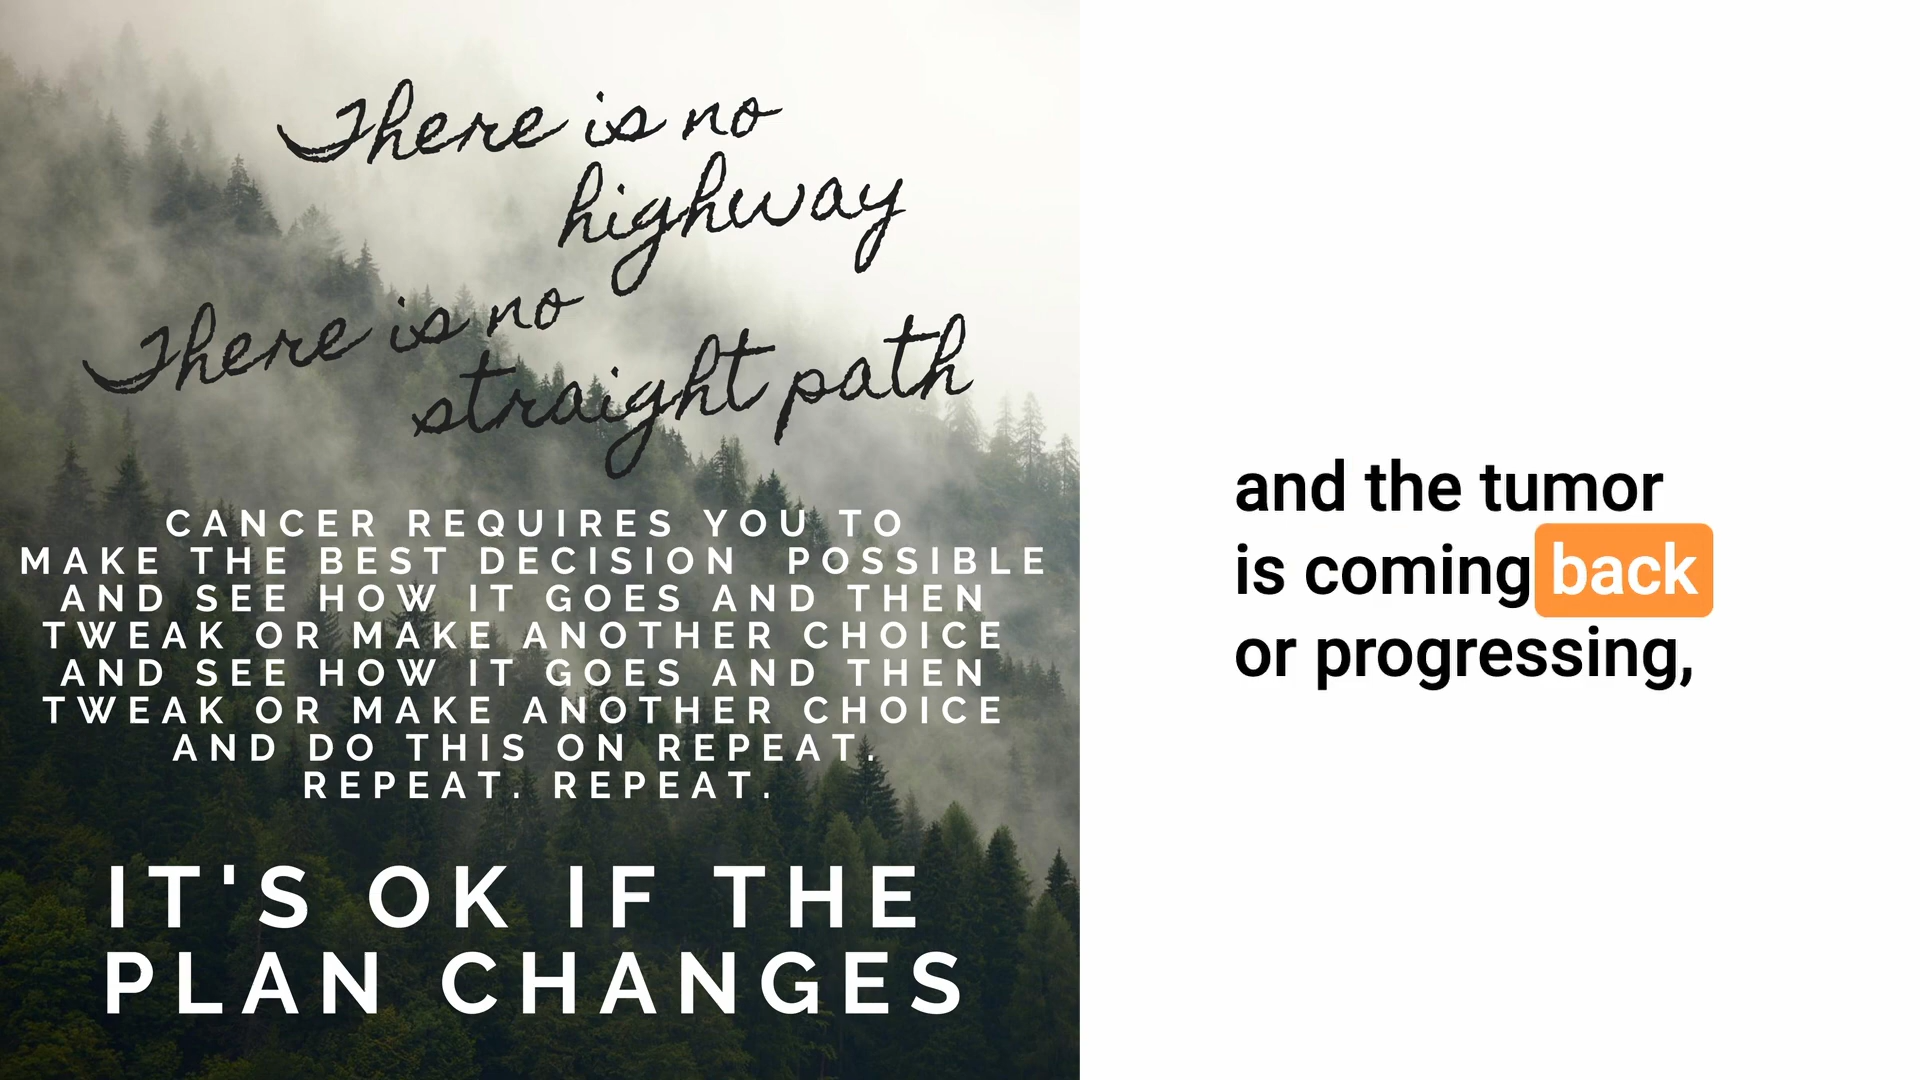 There is no
highway
There is no
straight path
CANCER REQUIRES YOU TO
MAKE THE BEST DECISION POSSIBLE
AND SEE HOW IT GOES AND THEN
TWEAK OR MAKE ANOTHER CHOICE
AND SEE HOW IT GOES AND THEN
TWEAK OR MAKE ANOTHER CHOICE
AND DO THIS ON REPEAT.
REPEAT. REPEAT.
IT'S OK IF THE
PLAN CHANGES
and the tumor
is coming back
or progressing,